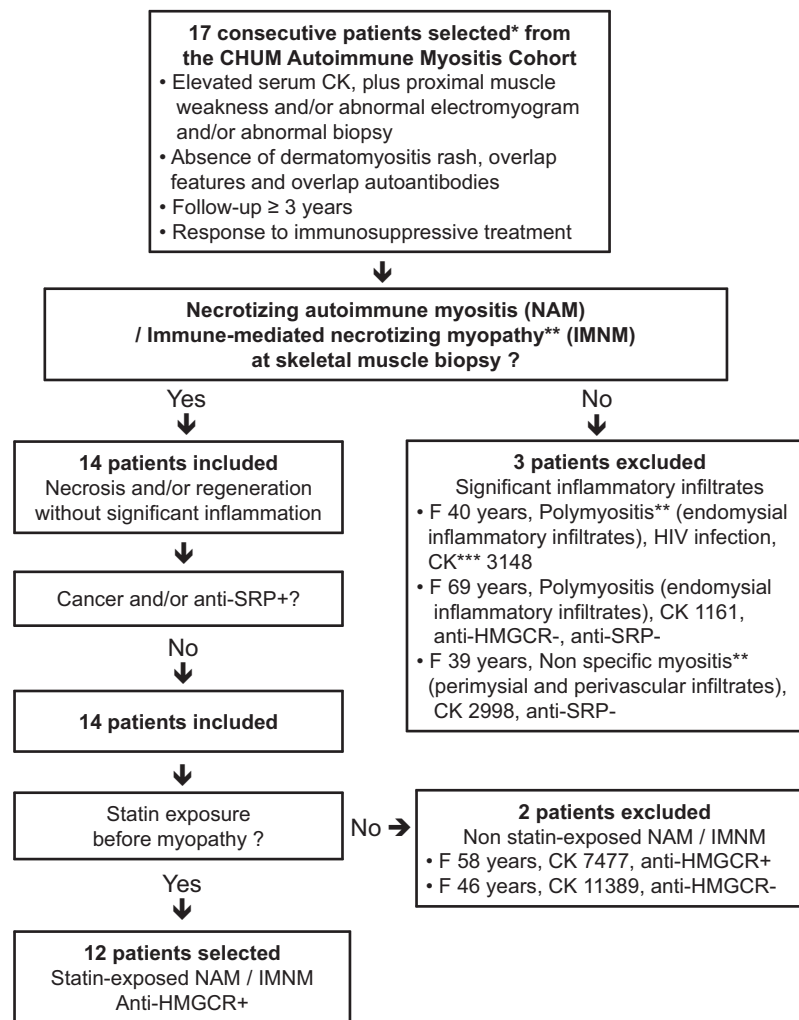 17 consecutive patients selected* from
the CHUM Autoimmune Myositis Cohort
• Elevated serum CK, plus proximal muscle
weakness and/or abnormal electromyogram
and/or abnormal biopsy
• Absence of dermatomyositis rash, overlap
features and overlap autoantibodies
• Follow-up ≥ 3 years
• Response to immunosuppressive treatment
Necrotizing autoimmune myositis (NAM)
/ Immune-mediated necrotizing myopathy** (IMNM)
at skeletal muscle biopsy ?
Yes
No
14 patients included
Necrosis and/or regeneration
without significant inflammation
3 patients excluded
Significant inflammatory infiltrates
• F 40 years, Polymyositis** (endomysial
inflammatory infiltrates), HIV infection,
CK*** 3148
• F 69 years, Polymyositis (endomysial
inflammatory infiltrates), CK 1161,
anti-HMGCR-, anti-SRP-
• F 39 years, Non specific myositis**
(perimysial and perivascular infiltrates),
CK 2998, anti-SRP-
Cancer and/or anti-SRP+?
No
14 patients included
Statin exposure
before myopathy ?
No ➔
2 patients excluded
Non statin-exposed NAM / IMNM
• F 58 years, CK 7477, anti-HMGCR+
• F 46 years, CK 11389, anti-HMGCR-
Yes
12 patients selected
Statin-exposed NAM / IMNM
Anti-HMGCR+